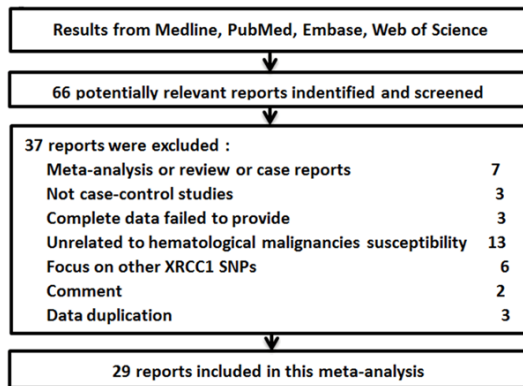 Results from Medline, PubMed, Embase, Web of Science
66 potentially relevant reports indentified and screened
37 reports were excluded :
Meta-analysis or review or case reports 7
Not case-control studies 3
Complete data failed to provide 3
Unrelated to hematological malignancies susceptibility 13
Focus on other XRCC1 SNPs 6
Comment 2
Data duplication 3
29 reports included in this meta-analysis